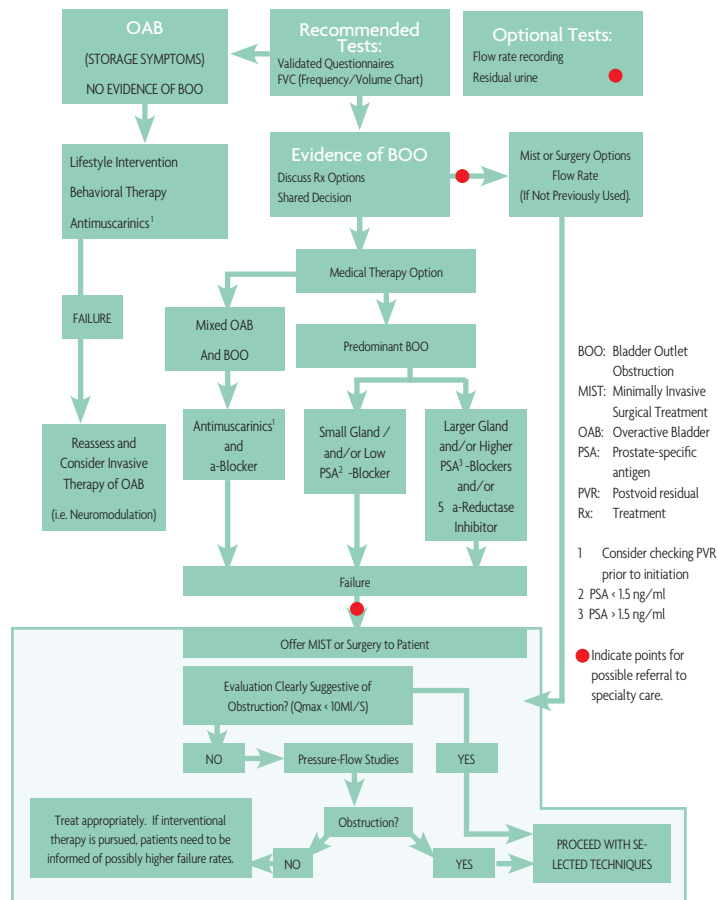 OAB
(STORAGE SYMPTOMS)
NO EVIDENCE OF BOO
Recommended
Tests:
Validated Questionnaires
FVC (Frequency/Volume Chart)
Optional Tests:
Flow rate recording
Residual urine
Lifestyle Intervention
Behavioral Therapy
Antimuscarinics¹
Evidence of BOO
Discuss Rx Options
Shared Decision
Mist or Surgery Options
Flow Rate
(If Not Previously Used).
Medical Therapy Option
FAILURE
Mixed OAB
And BOO
Predominant BOO
Reassess and
Consider Invasive
Therapy of OAB
(i.e. Neuromodulation)
Antimuscarinics¹
and
a-Blocker
Small Gland /
and/or Low
PSA² -Blocker
Larger Gland
and/or Higher
PSA³ -Blockers
and/or
5 a-Reductase
Inhibitor
BOO: Bladder Outlet
Obstruction
MIST: Minimally Invasive
Surgical Treatment
OAB: Overactive Bladder
PSA: Prostate-specific
antigen
PVR: Postvoid residual
Rx: Treatment
1 Consider checking PVR
prior to initiation
2 PSA < 1.5 ng/ml
3 PSA > 1.5 ng/ml
Indicate points for
possible referral to
specialty care.
Failure
Offer MIST or Surgery to Patient
Evaluation Clearly Suggestive of
Obstruction? (Qmax < 10Ml/S)
NO
Pressure-Flow Studies
YES
Treat appropriately. If interventional
therapy is pursued, patients need to be
informed of possibly higher failure rates.
Obstruction?
NO
YES
PROCEED WITH SE-
LECTED TECHNIQUES